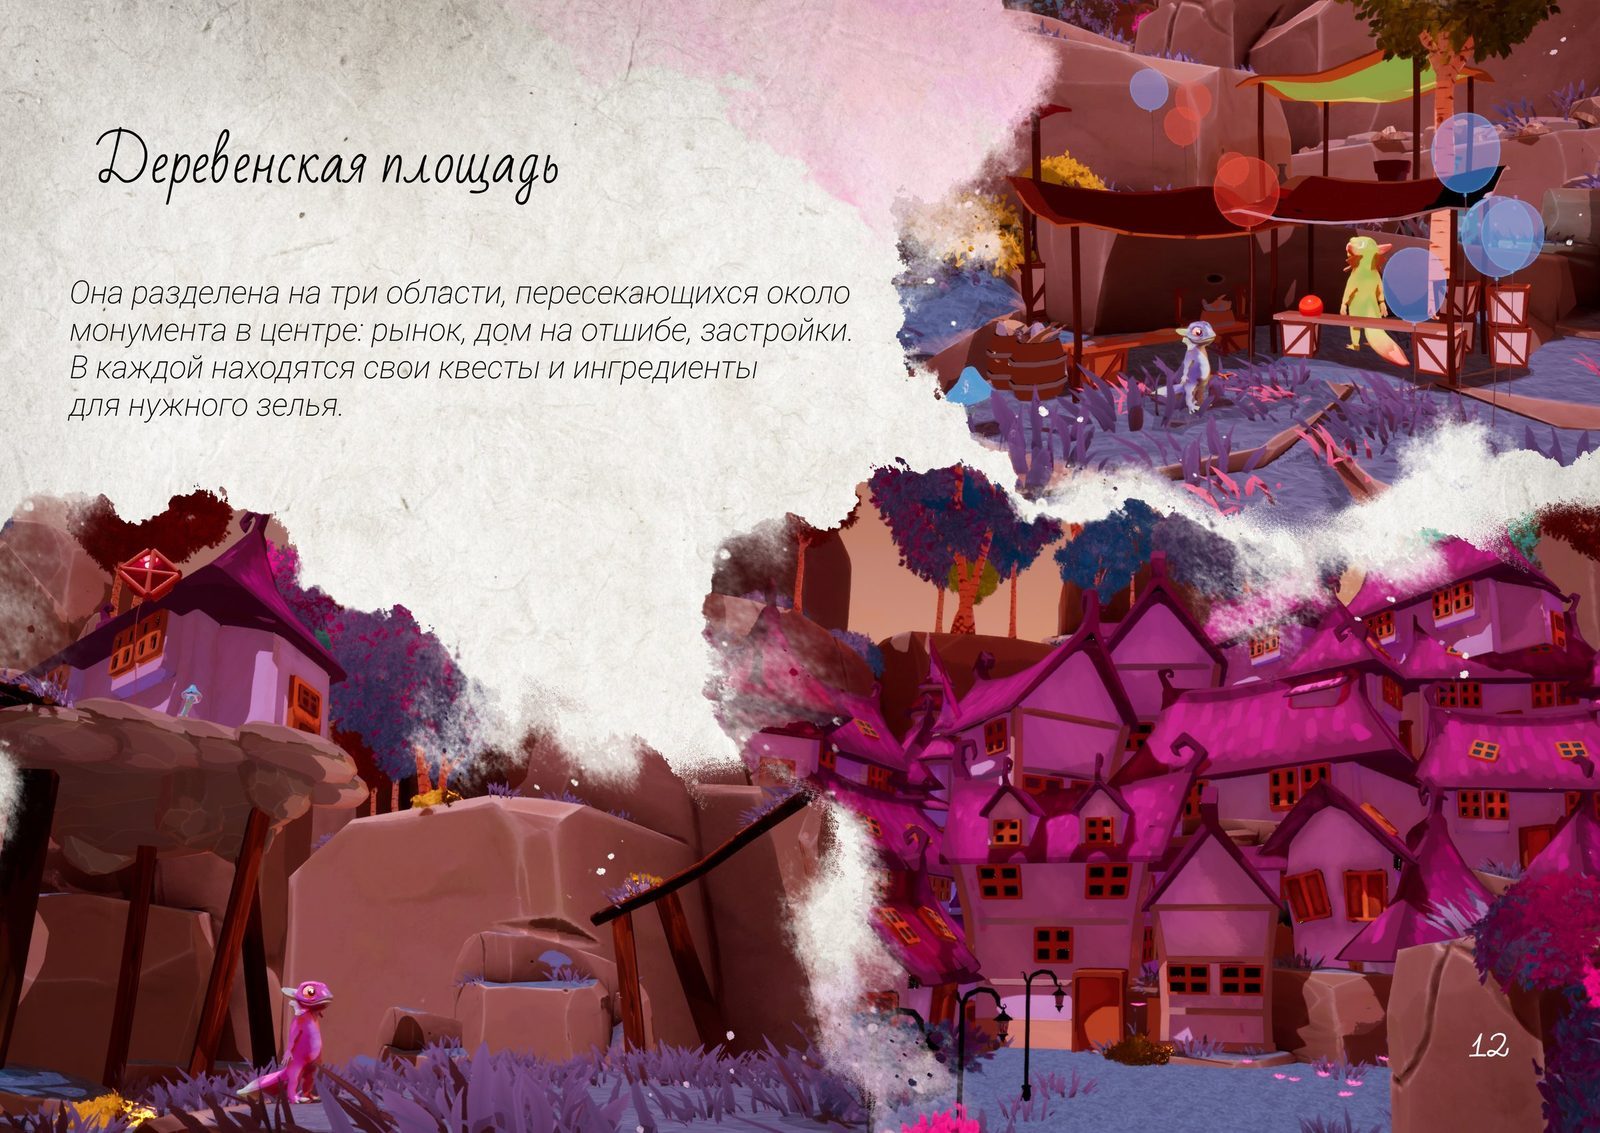 Деревенская площадь
Она разделена на три области, пересекающихся около
монумента в центре: рынок, дом на отшибе, застройки.
В каждой находятся свои квесты и ингредиенты
для нужного зелья.
12